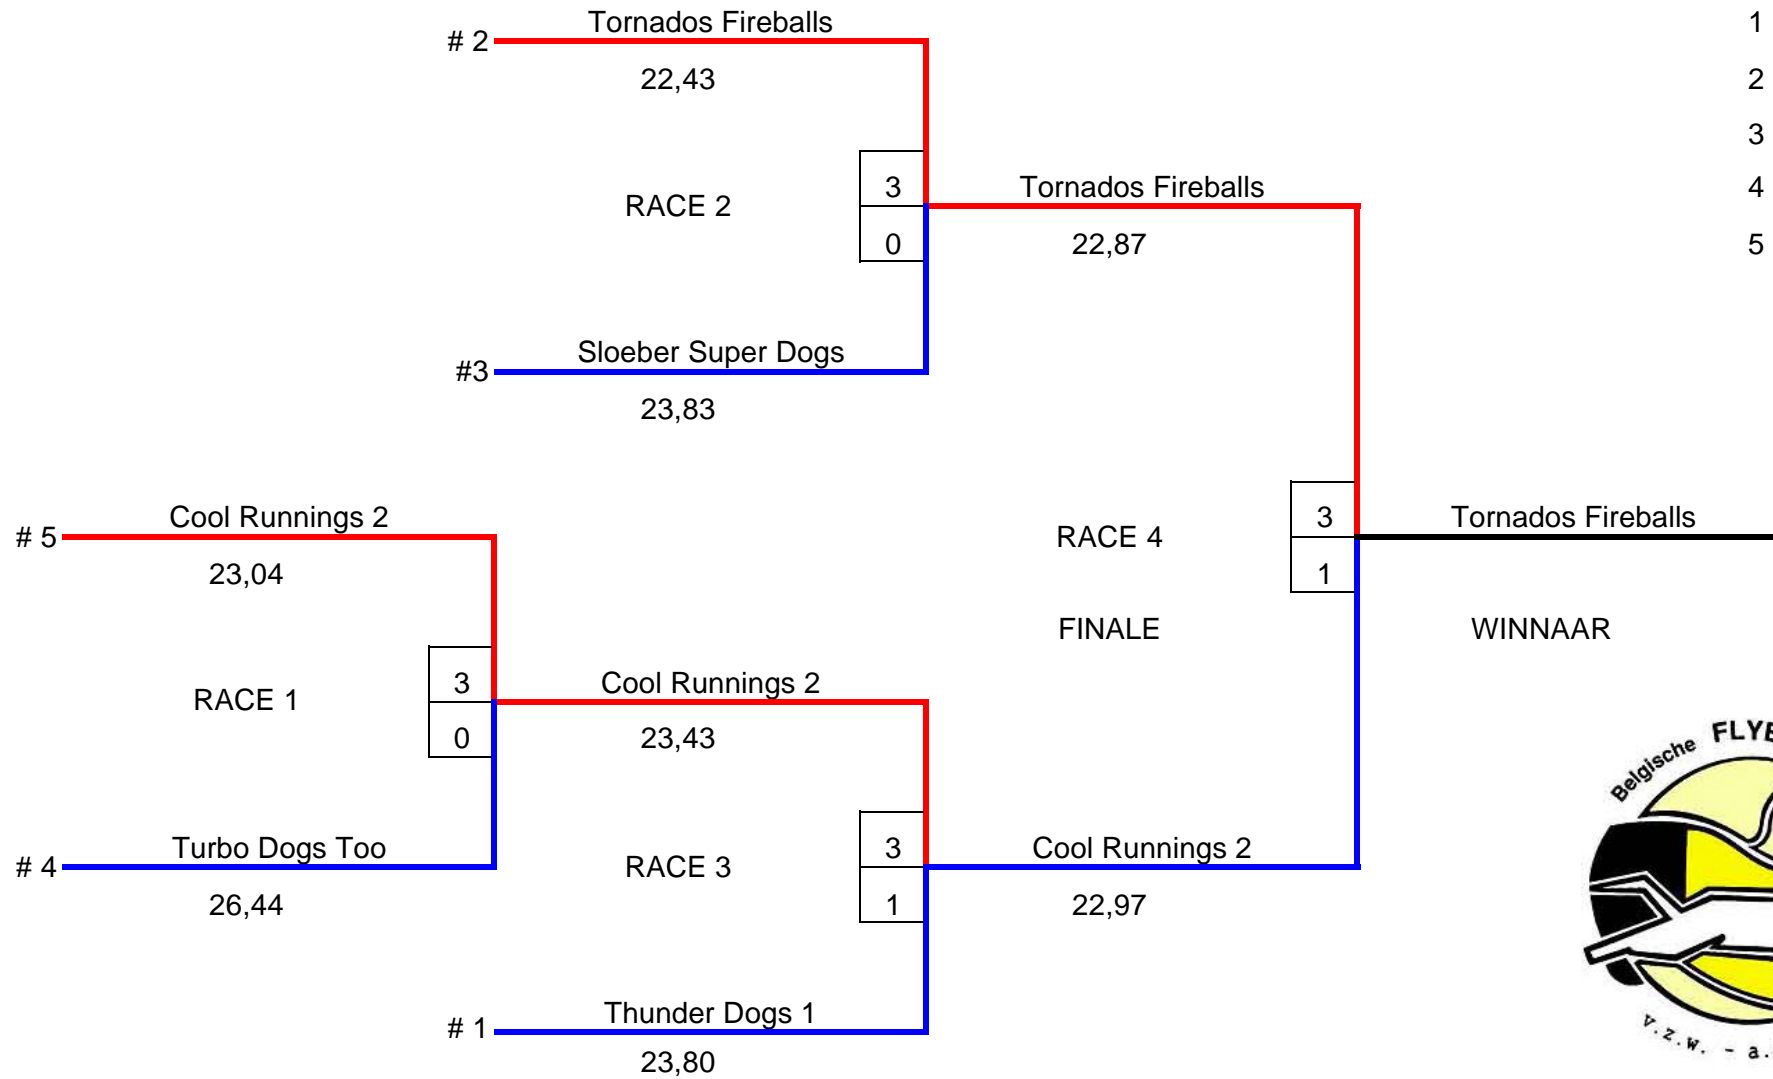 Tornados Fireballs
# 2
22,43
RACE 2
3
0
Sloeber Super Dogs
#3
23,83
Tornados Fireballs
22,87
Cool Runnings 2
# 5
23,04
RACE 1
3
0
Turbo Dogs Too
# 4
26,44
Cool Runnings 2
23,43
RACE 3
3
1
Thunder Dogs 1
# 1
23,80
Cool Runnings 2
22,97
RACE 4
3
1
FINALE
Tornados Fireballs
WINNAAR
1
2
3
4
5
Belgische
v.z.w. - a.